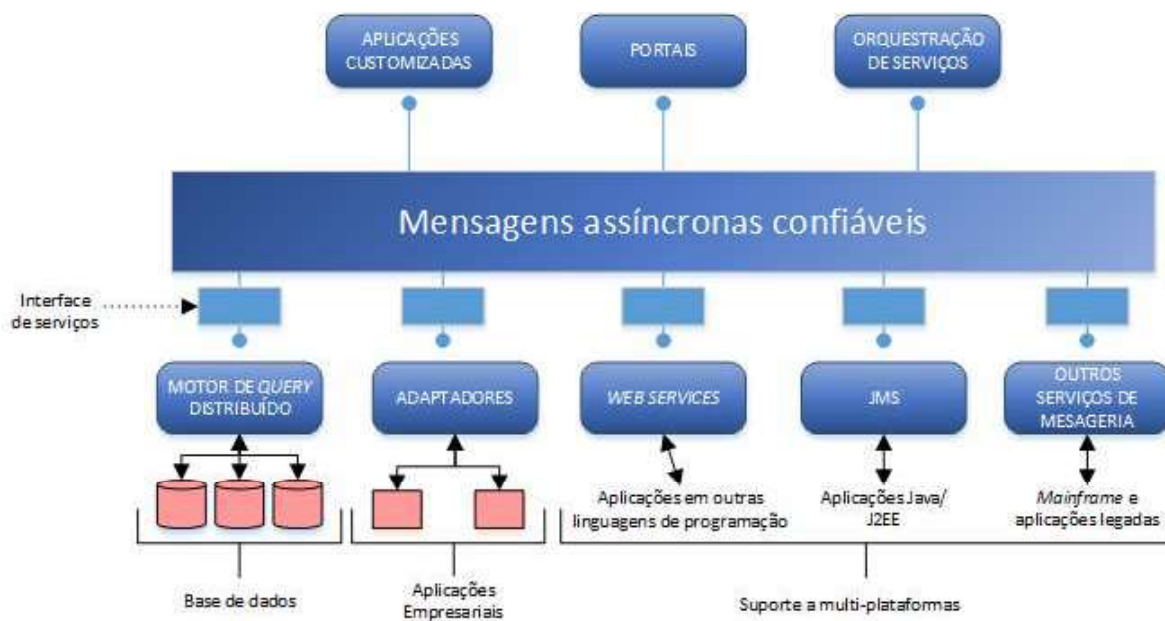 APLICAÇÕES
CUSTOMIZADAS
PORTAIS
ORQUESTRAÇÃO
DE SERVIÇOS
Mensagens assíncronas confiáveis
Interface
de serviços
MOTOR DE QUERY
DISTRIBUÍDO
ADAPTADORES
WEB SERVICES
JMS
OUTROS
SERVIÇOS DE
MESAGERIA
Aplicações em outras
linguagens de programação
Aplicações Java/
J2EE
Mainframe e
aplicações legadas
Base de dados
Aplicações
Empresariais
Suporte a multi-plataformas